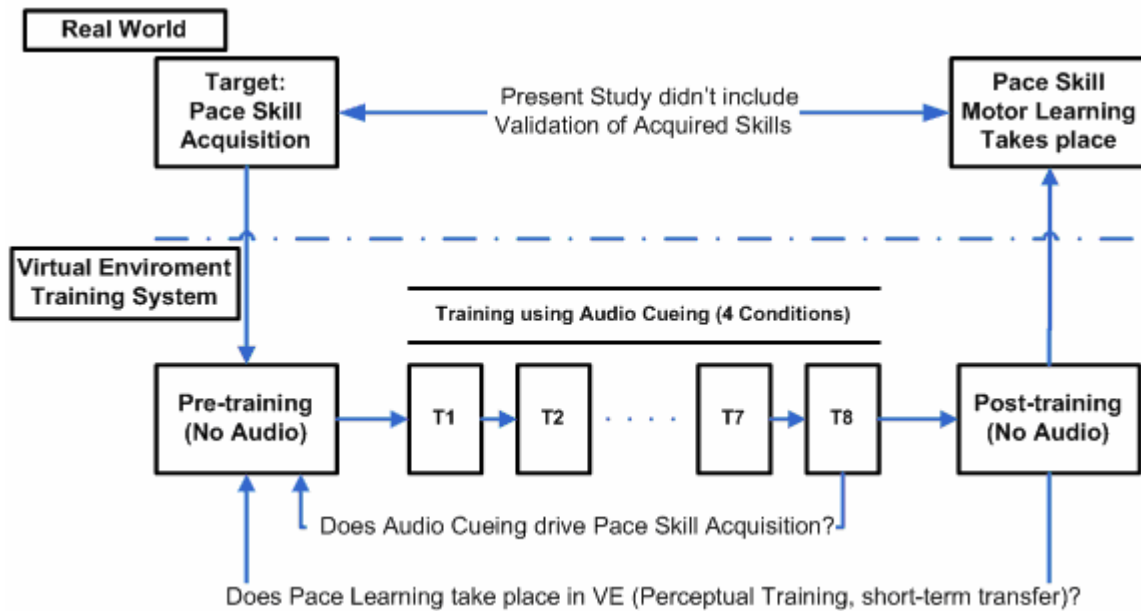 Real World
Target:
Pace Skill
Acquisition
Present Study didn't include
Validation of Acquired Skills
Pace Skill
Motor Learning
Takes place
Virtual Enviroment
Training System
Training using Audio Cueing (4 Conditions)
Pre-training
(No Audio)
T1
T2
T7
T8
Post-training
(No Audio)
Does Audio Cueing drive Pace Skill Acquisition?
Does Pace Learning take place in VE (Perceptual Training, short-term transfer)?